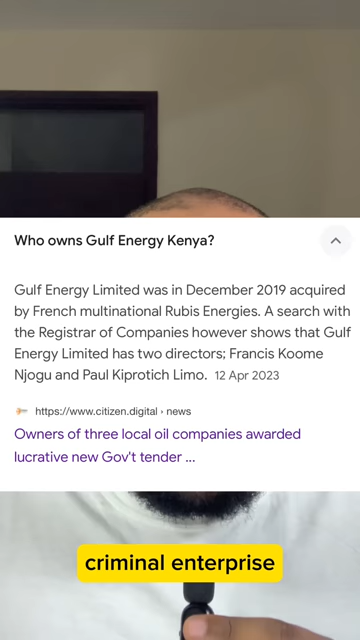 Who owns Gulf Energy Kenya?
Gulf Energy Limited was in December 2019 acquired
by French multinational Rubis Energies. A search with
the Registrar of Companies however shows that Gulf
Energy Limited has two directors; Francis Koome
Njogu and Paul Kiprotich Limo. 12 Apr 2023
https://www.citizen.digital › news
Owners of three local oil companies awarded
lucrative new Gov't tender ...
criminal enterprise